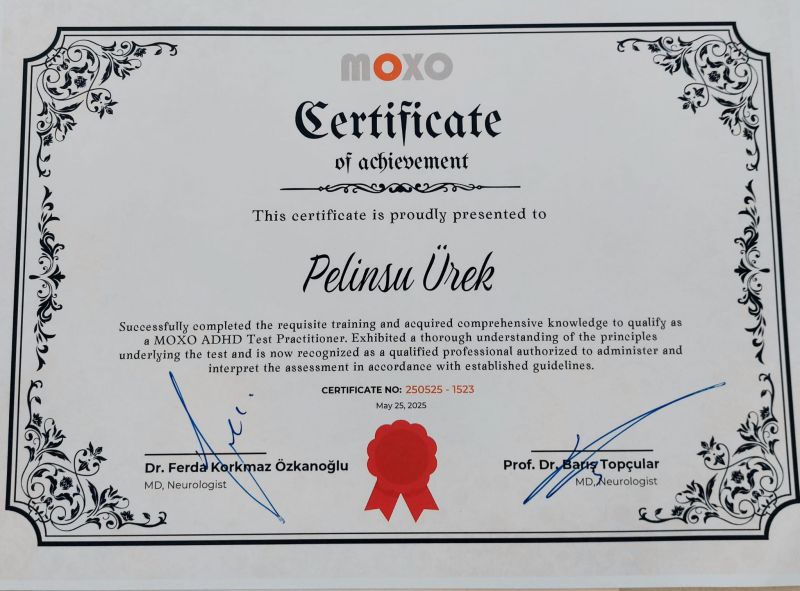 MOXO
Certificate
of achievement
This certificate is proudly presented to
Pelinsu Ürek
Successfully completed the requisite training and acquired comprehensive knowledge to qualify as
a MOXO ADHD Test Practitioner. Exhibited a thorough understanding of the principles
underlying the test and is now recognized as a qualified professional authorized to administer and
interpret the assessment in accordance with established guidelines.
CERTIFICATE NO: 250525 - 1523
May 25, 2025
Dr. Ferda Korkmaz Özkanoğlu
MD, Neurologist
Prof. Dr. Barış Topçular
MD, Neurologist